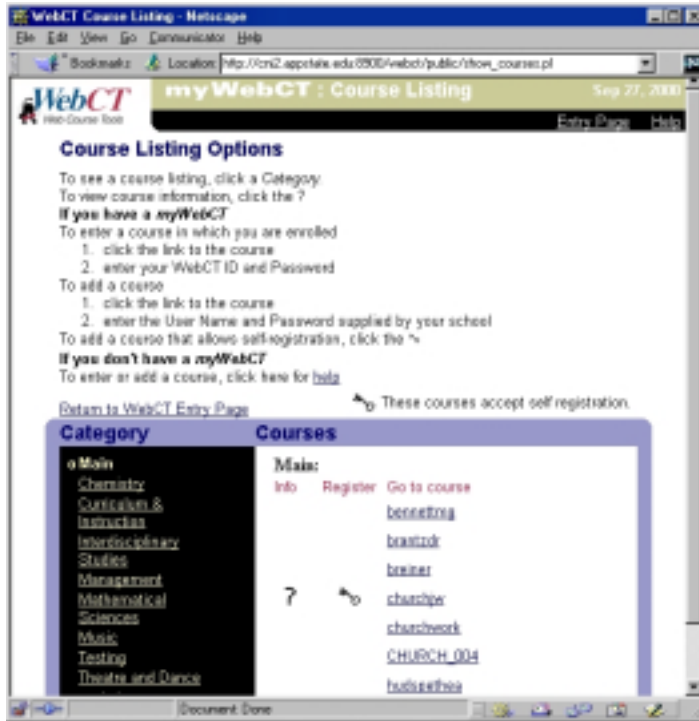 WebCT Course Listing - Netscape
File Edit View Go Communicator Help
Bookmarks Location: http://cni2.appstate.edu:8900/webct/public/show_courses.pl
WebCT
Web Course Tools
myWebCT : Course Listing Sep 27, 2000
Entry Page Help
Course Listing Options
To see a course listing, click a Category.
To view course information, click the ?
If you have a myWebCT
To enter a course in which you are enrolled
1. click the link to the course
2. enter your WebCT ID and Password
To add a course
1. click the link to the course
2. enter the User Name and Password supplied by your school
To add a course that allows self-registration, click the
If you don't have a myWebCT
To enter or add a course, click here for help
These courses accept self registration.
Return to WebCT Entry Page
Category Courses
Main
Chemistry
Curriculum &
Instruction
Interdisciplinary
Studies
Management
Mathematical
Sciences
Music
Testing
Theatre and Dance
Main:
Info Register Go to course
bennettmg
brantzdr
breiner
? churchjw
churchwork
CHURCH_004
hudspethea
Document: Done